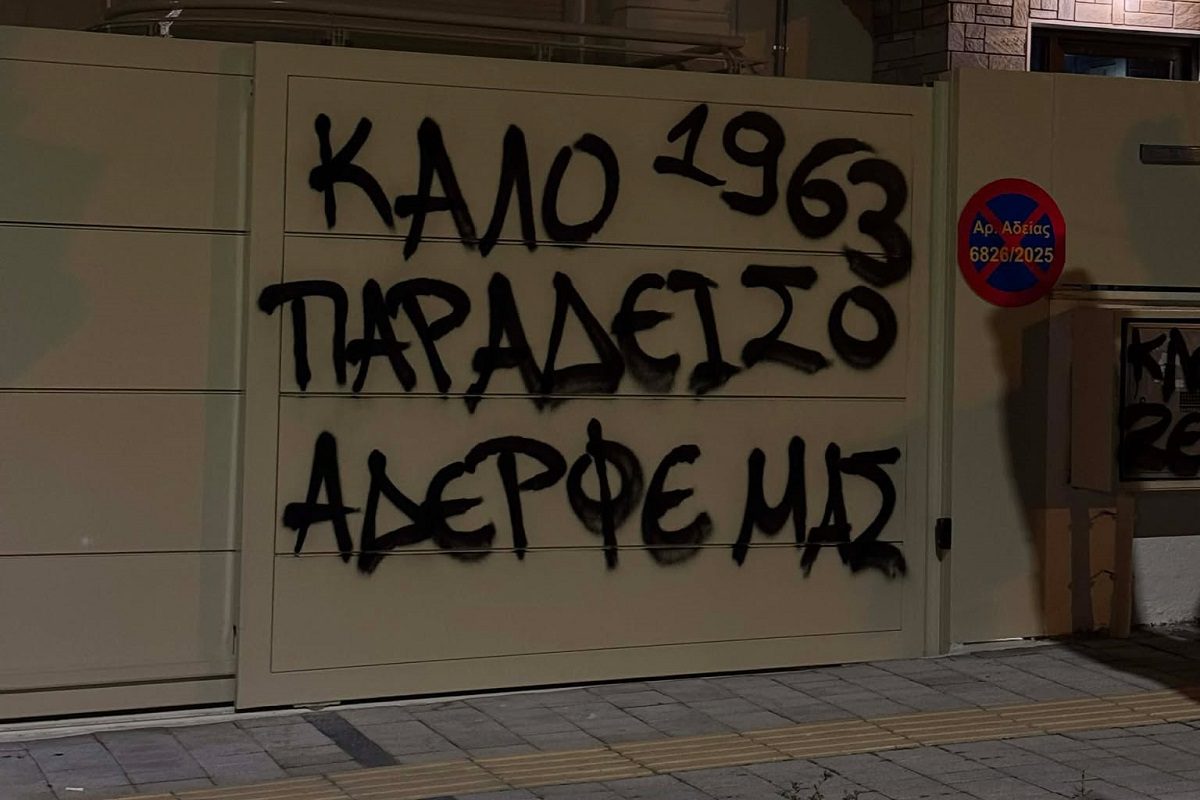 ΚΑΛΟ 1963
ΠΑΡΑΔΕΙΣΟ
ΑΔΕΡΦΕ ΜΑΣ
Αρ. Αδείας
6826/2025